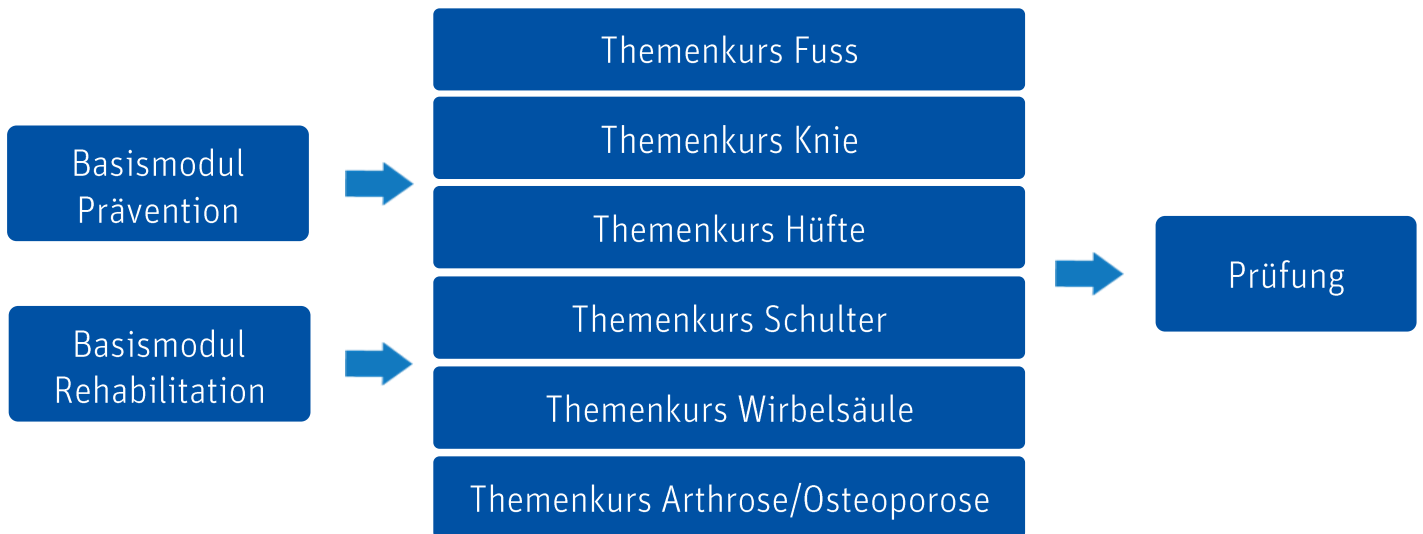 Basismodul
Prävention
Basismodul
Rehabilitation
Themenkurs Fuss
Themenkurs Knie
Themenkurs Hüfte
Themenkurs Schulter
Themenkurs Wirbelsäule
Themenkurs Arthrose/Osteoporose
Prüfung